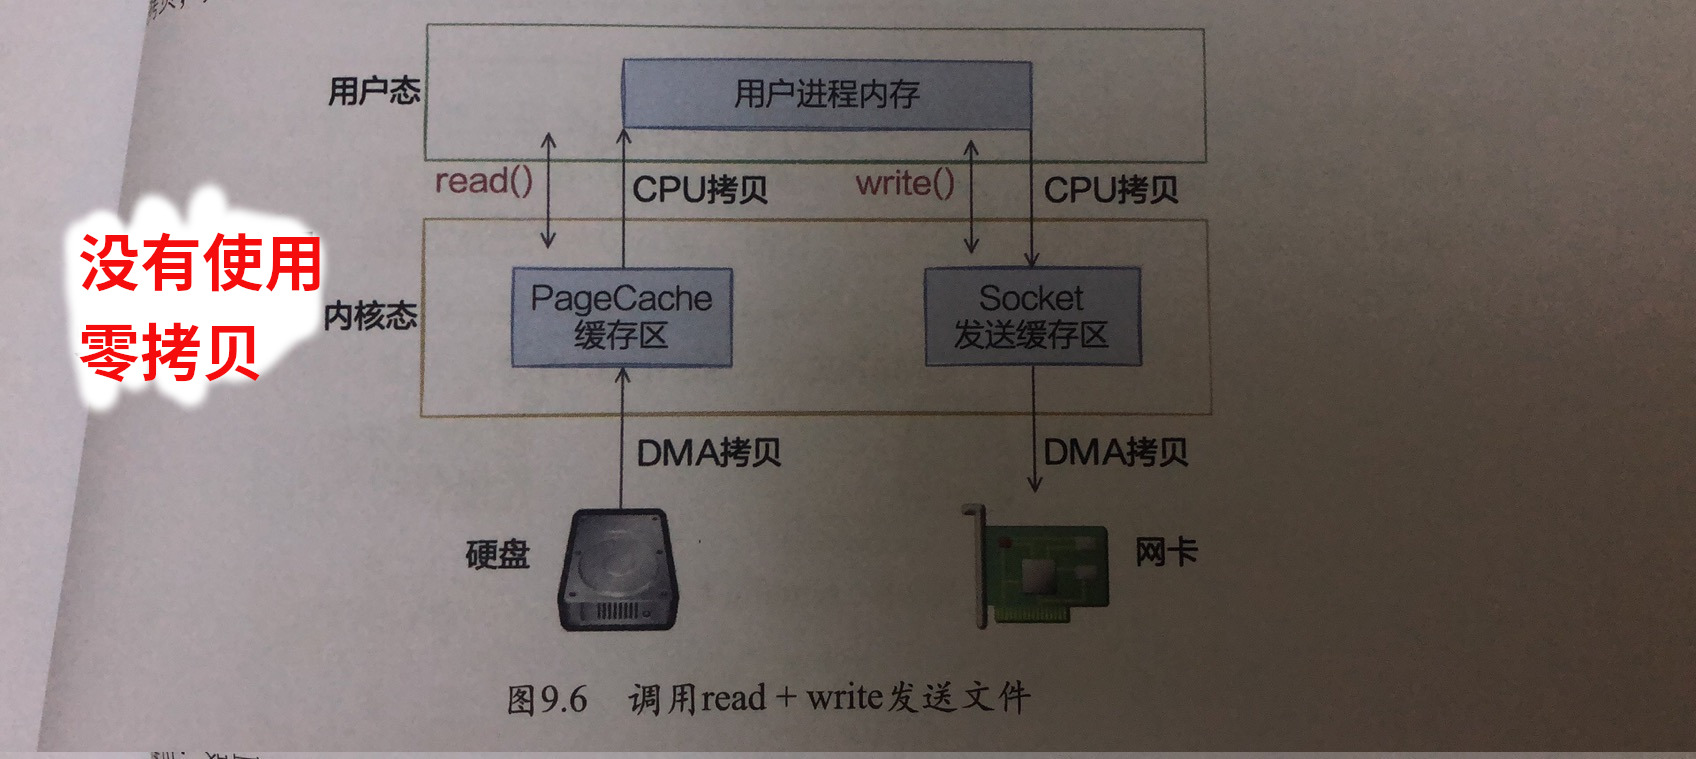 用户态
用户进程内存
read()
CPU拷贝
write()
CPU拷贝
没有使用
零拷贝
内核态
PageCache
缓存区
Socket
发送缓存区
DMA拷贝
DMA拷贝
硬盘
网卡
图9.6 调用read + write发送文件